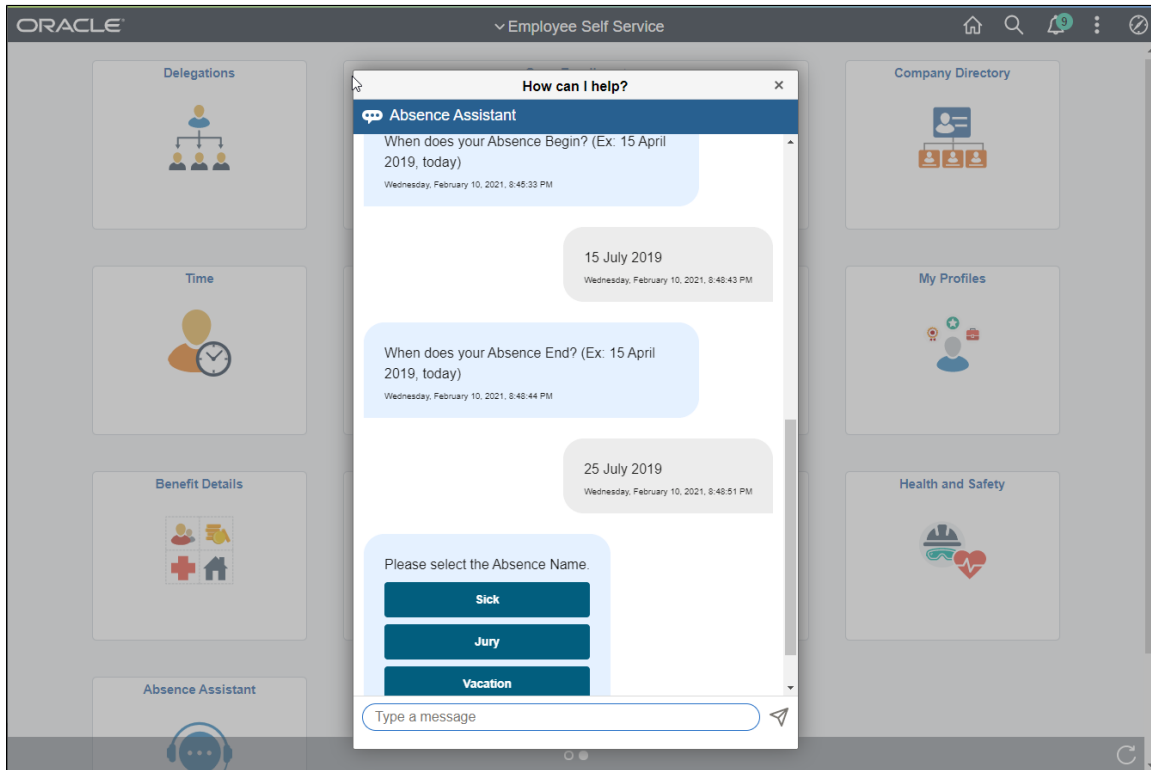 ORACLE
Employee Self Service
9
Delegations
Company Directory
How can I help?
×
Absence Assistant
When does your Absence Begin? (Ex: 15 April
2019, today)
Wednesday, February 10, 2021, 8:45:33 PM
15 July 2019
Wednesday, February 10, 2021, 8:48:43 PM
Time
My Profiles
When does your Absence End? (Ex: 15 April
2019, today)
Wednesday, February 10, 2021, 8:48:44 PM
25 July 2019
Wednesday, February 10, 2021, 8:48:51 PM
Benefit Details
Health and Safety
Please select the Absence Name.
Sick
Jury
Vacation
Absence Assistant
Type a message